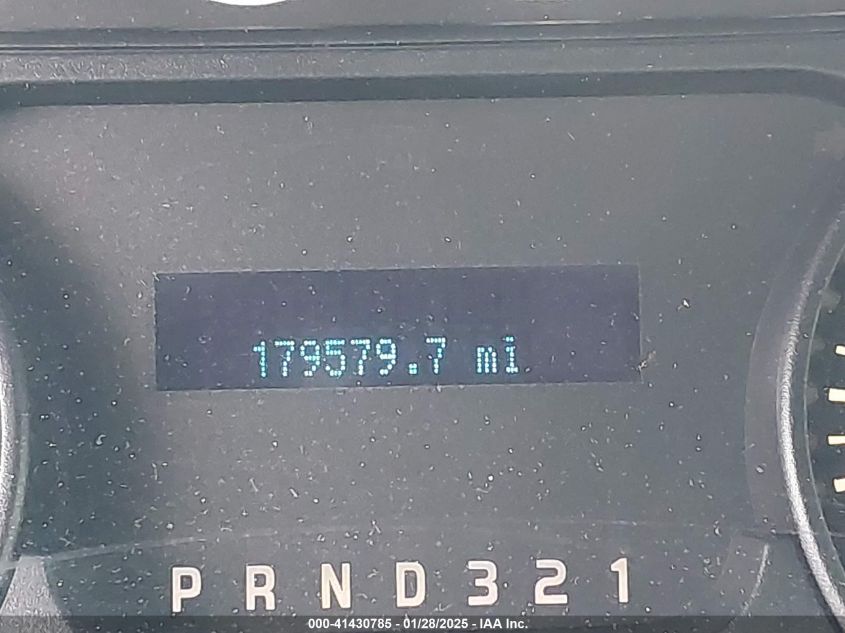 179579.7 mi
P R N D 3 2 1
000-41430785 - 01/28/2025 - IAA Inc.